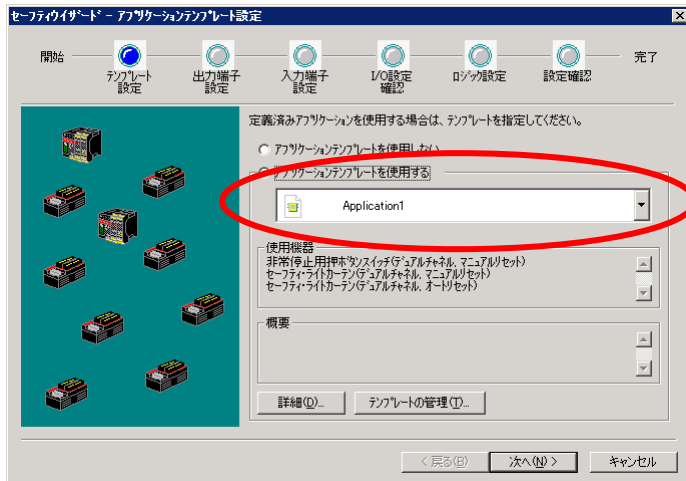 セーフティウイザード - アプリケーションテンプレート設定
開始
テンプレート
設定
出力端子
設定
入力端子
設定
I/O設定
確認
ロジック設定
設定確認
完了
定義済みアプリケーションを使用する場合は、テンプレートを指定してください。
アプリケーションテンプレートを使用しない
アプリケーションテンプレートを使用する
Application1
使用機器
非常停止用押ボタンスイッチ(デュアルチャネル, マニュアルリセット)
セーフティ・ライトカーテン(デュアルチャネル, マニュアルリセット)
セーフティ・ライトカーテン(デュアルチャネル, オートリセット)
概要
詳細(D)...
テンプレートの管理(T)...
< 戻る(B)
次へ(N) >
キャンセル